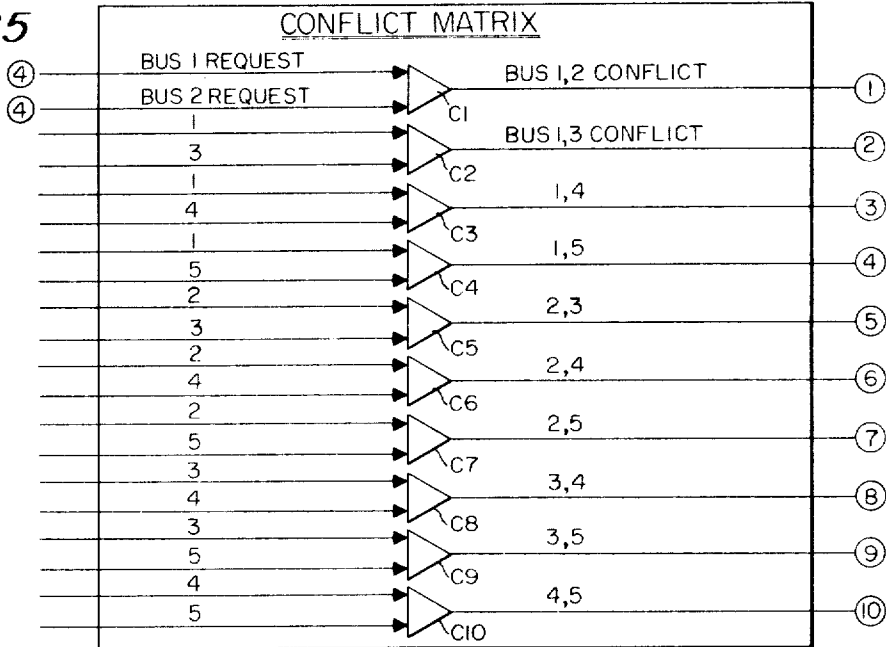 5
CONFLICT MATRIX
④ BUS 1 REQUEST BUS 1,2 CONFLICT ①
④ BUS 2 REQUEST C1
1 BUS 1,3 CONFLICT ②
3 C2
1 1,4 ③
4 C3
1 1,5 ④
5 C4
2 2,3 ⑤
3 C5
2 2,4 ⑥
4 C6
2 2,5 ⑦
5 C7
3 3,4 ⑧
4 C8
3 3,5 ⑨
5 C9
4 4,5 ⑩
5 C10